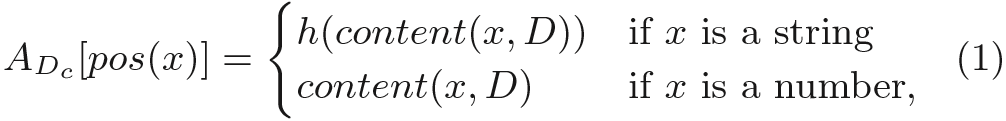 A_{D_c}[pos(x)] = { h(content(x, D)) if x is a string
content(x, D) if x is a number, (1)